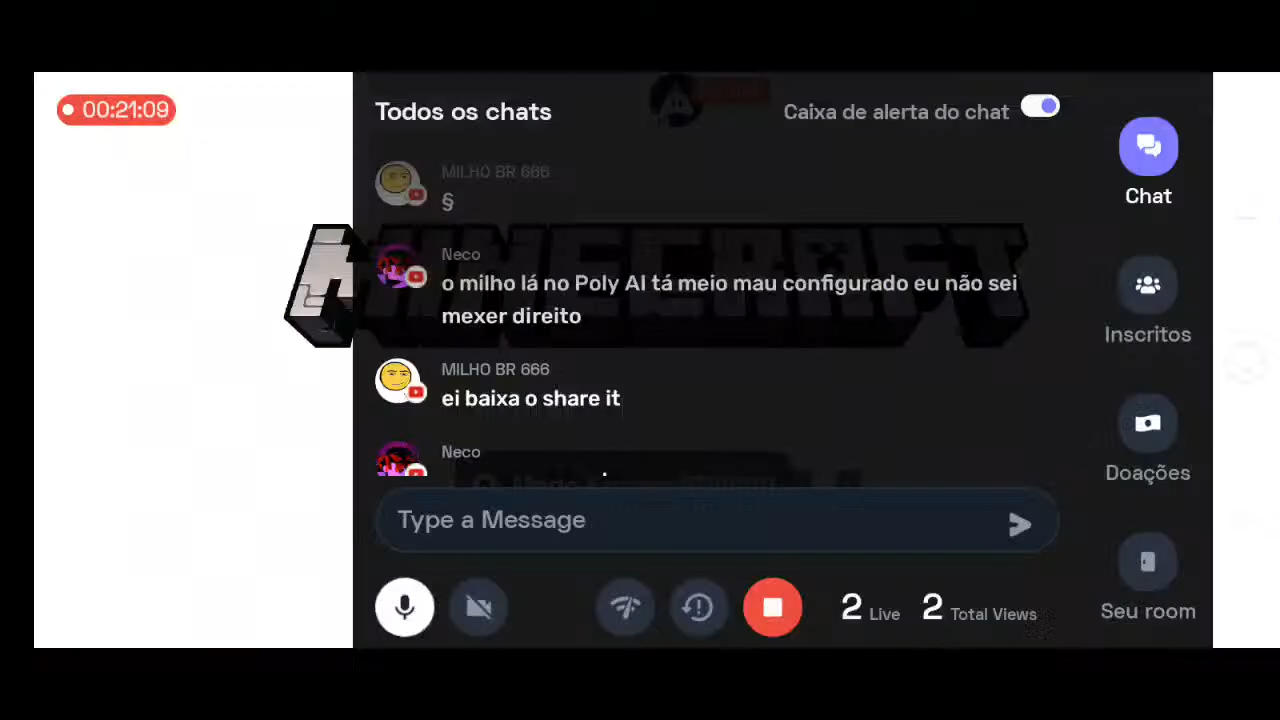 00:21:09
Todos os chats
Caixa de alerta do chat
MILHO BR 666
§
Neco
o milho lá no Poly AI tá meio mau configurado eu não sei
mexer direito
MINECRAFT
MILHO BR 666
ei baixa o share it
Neco
Type a Message
2 Live 2 Total Views
Chat
Inscritos
Doações
Seu room